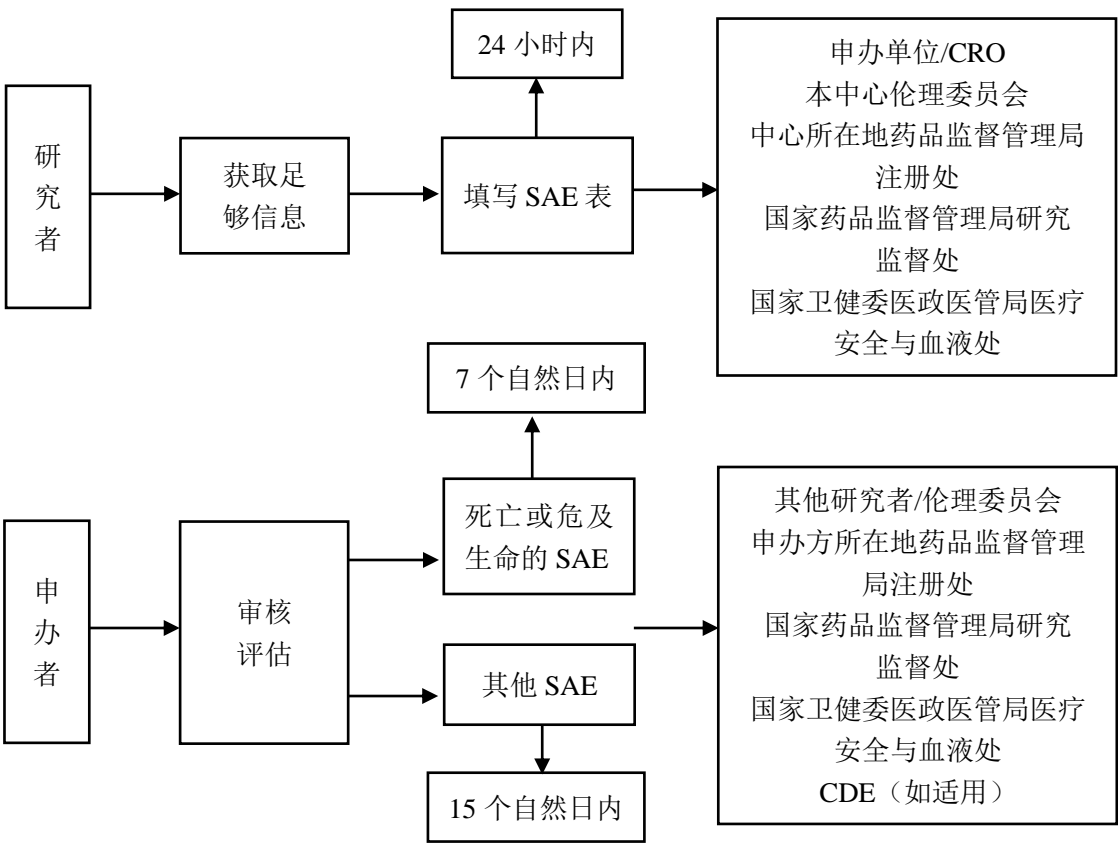 24 小时内
研
究
者
获取足
够信息
填写 SAE 表
申办单位/CRO
本中心伦理委员会
中心所在地药品监督管理局
注册处
国家药品监督管理局研究
监督处
国家卫健委医政医管局医疗
安全与血液处
7 个自然日内
申
办
者
审核
评估
死亡或危及
生命的 SAE
其他 SAE
15 个自然日内
其他研究者/伦理委员会
申办方所在地药品监督管理
局注册处
国家药品监督管理局研究
监督处
国家卫健委医政医管局医疗
安全与血液处
CDE（如适用）